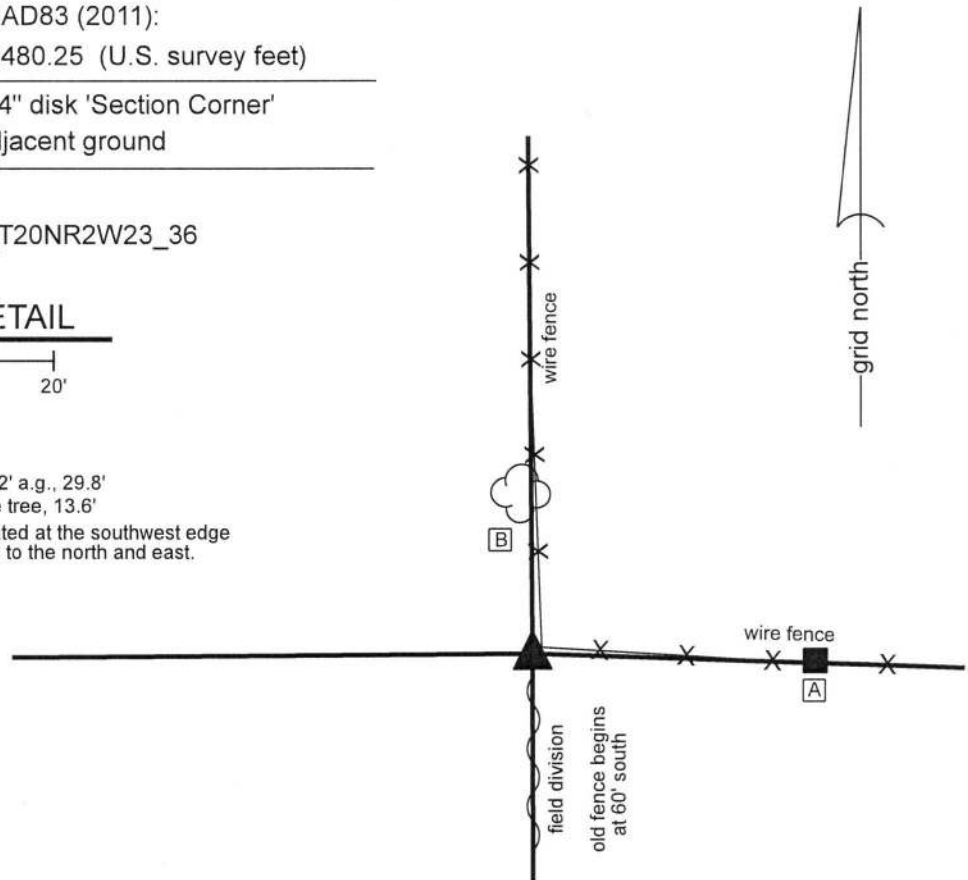 AD83 (2011):
480.25 (U.S. survey feet)
4" disk 'Section Corner'
jacent ground
T20NR2W23_36
ETAIL
20'
2' a.g., 29.8'
tree, 13.6'
ted at the southwest edge
to the north and east.
wire fence
grid north
B
wire fence
A
field division
old fence begins
at 60' south